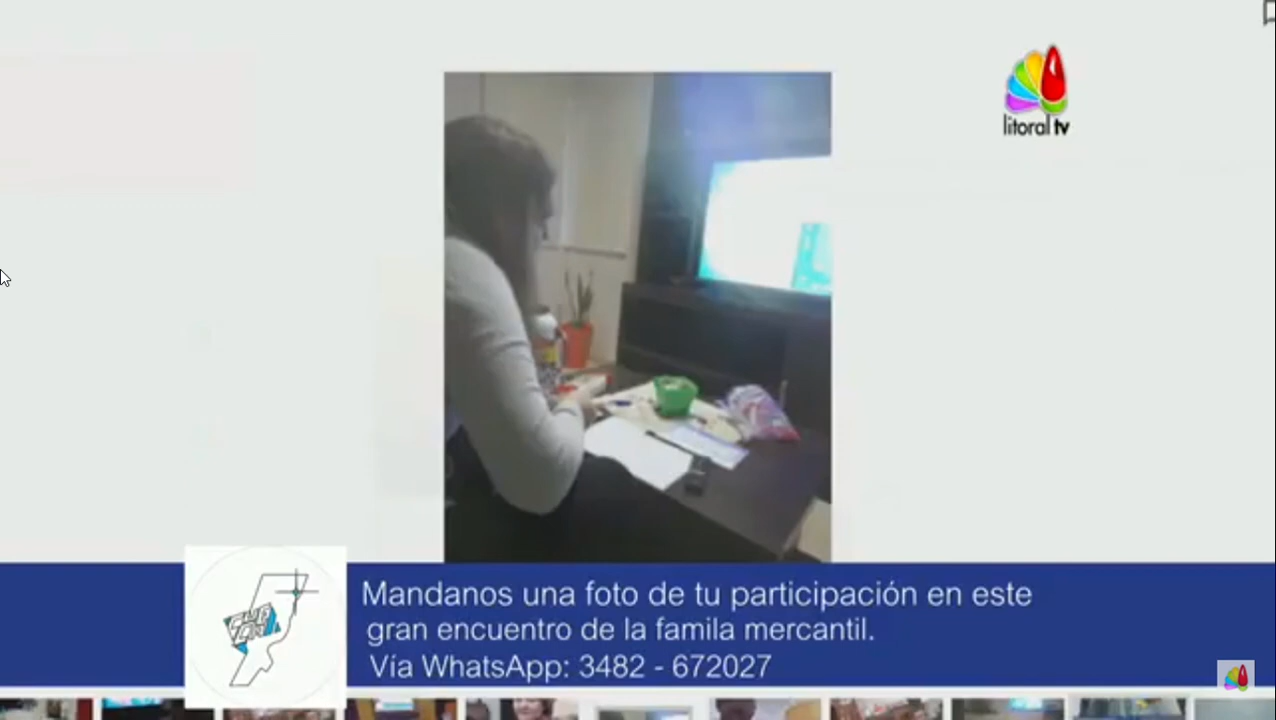 litoral tv
Mandanos una foto de tu participación en este
gran encuentro de la famila mercantil.
Vía WhatsApp: 3482 - 672027